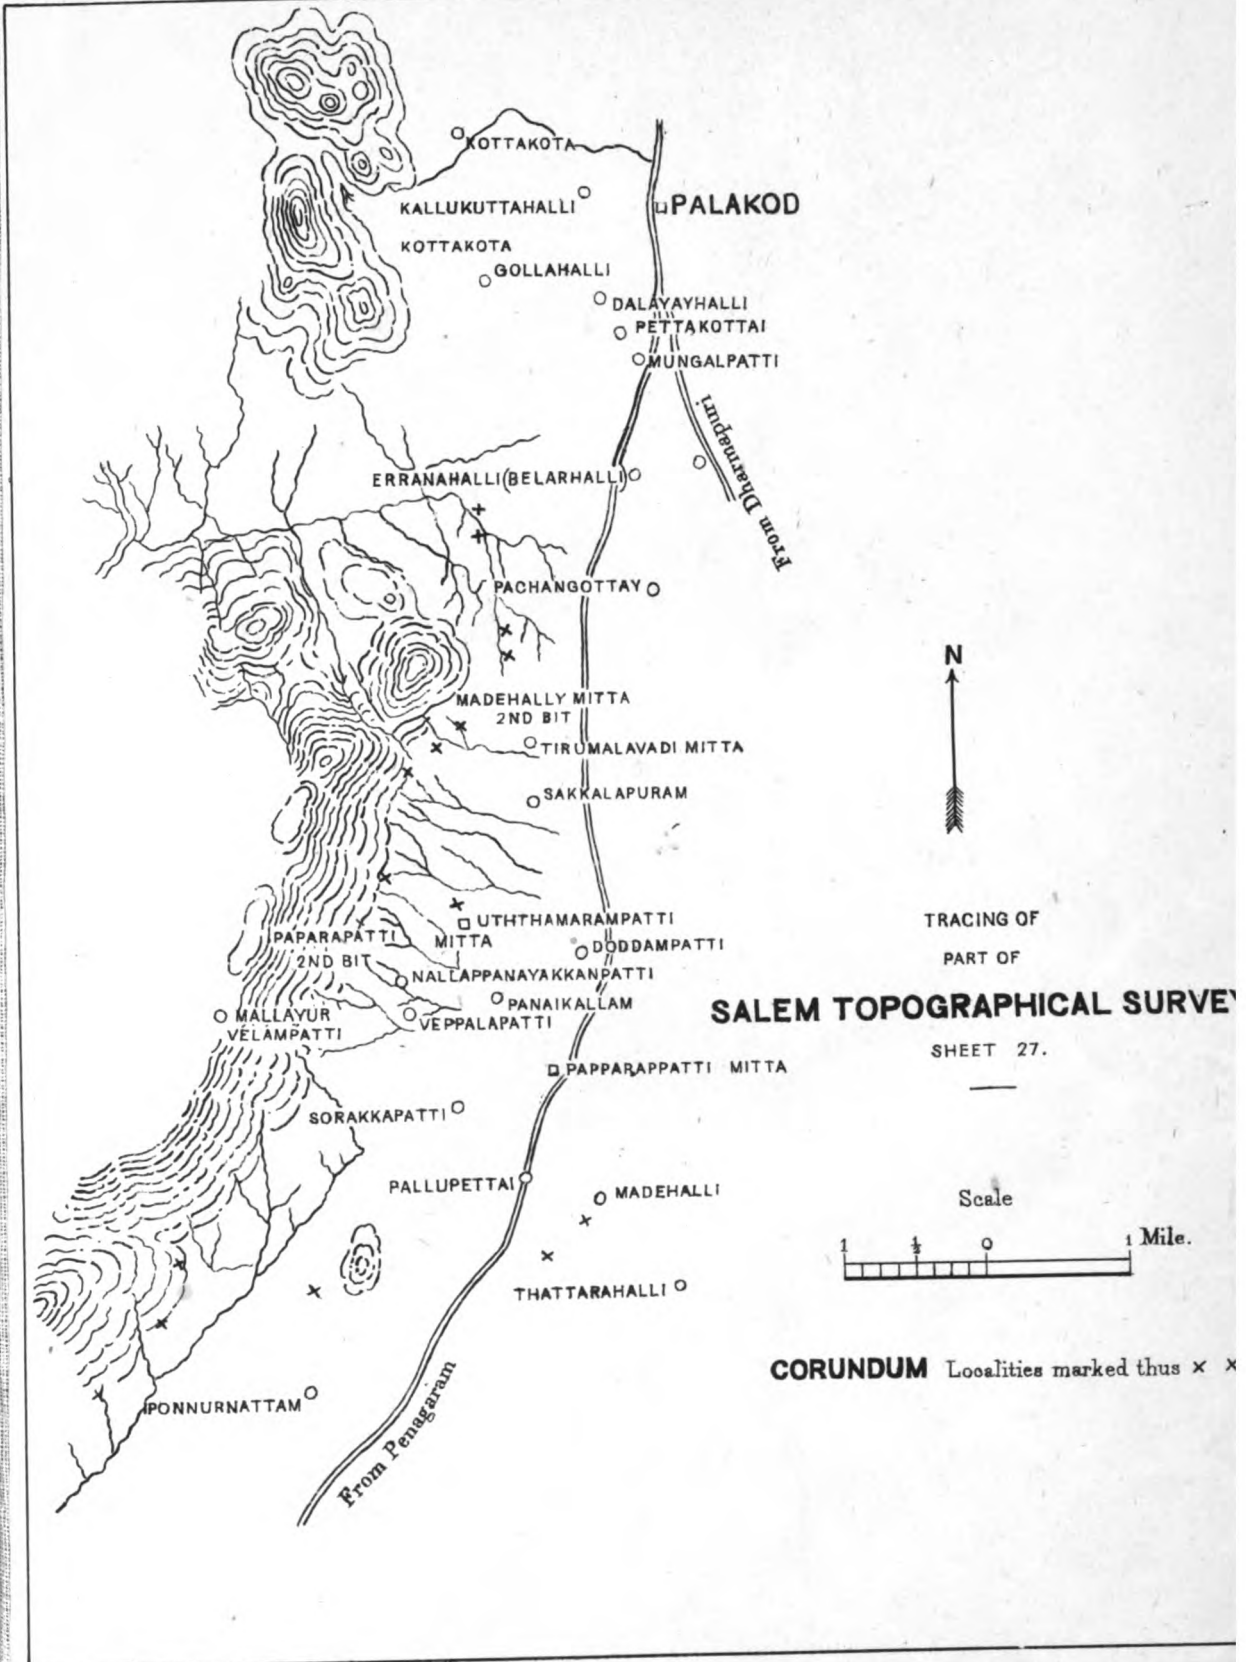 KOTTAKOTA
KALLUKUTTAHALLI
PALAKOD
KOTTAKOTA
GOLLAHALLI
DALAYAYHALLI
PETTAKOTTAI
MUNGALPATTI
From Dharmapuri
ERRANAHALLI (BELARHALLI)
PACHANGOTTAY
N
MADEHALLY MITTA
2ND BIT
TIRUMALAVADI MITTA
SAKKALAPURAM
UTHTHAMARAMPATTI
MITTA
PAPARAPATTI
2ND BIT
DODDAMPATTI
NALLAPPANAYAKKANPATTI
PANAIKALLAM
MALLAYUR
VELAMPATTI
VEPPALAPATTI
TRACING OF
PART OF
SALEM TOPOGRAPHICAL SURVEY
SHEET 27.
PAPPARAPPATTI MITTA
SORAKKAPATTI
PALLUPETTAI
MADEHALLI
THATTARAHALLI
Scale
1 ½ 0 1 Mile.
CORUNDUM Localities marked thus × ×
PONNURNATTAM
From Penagaram